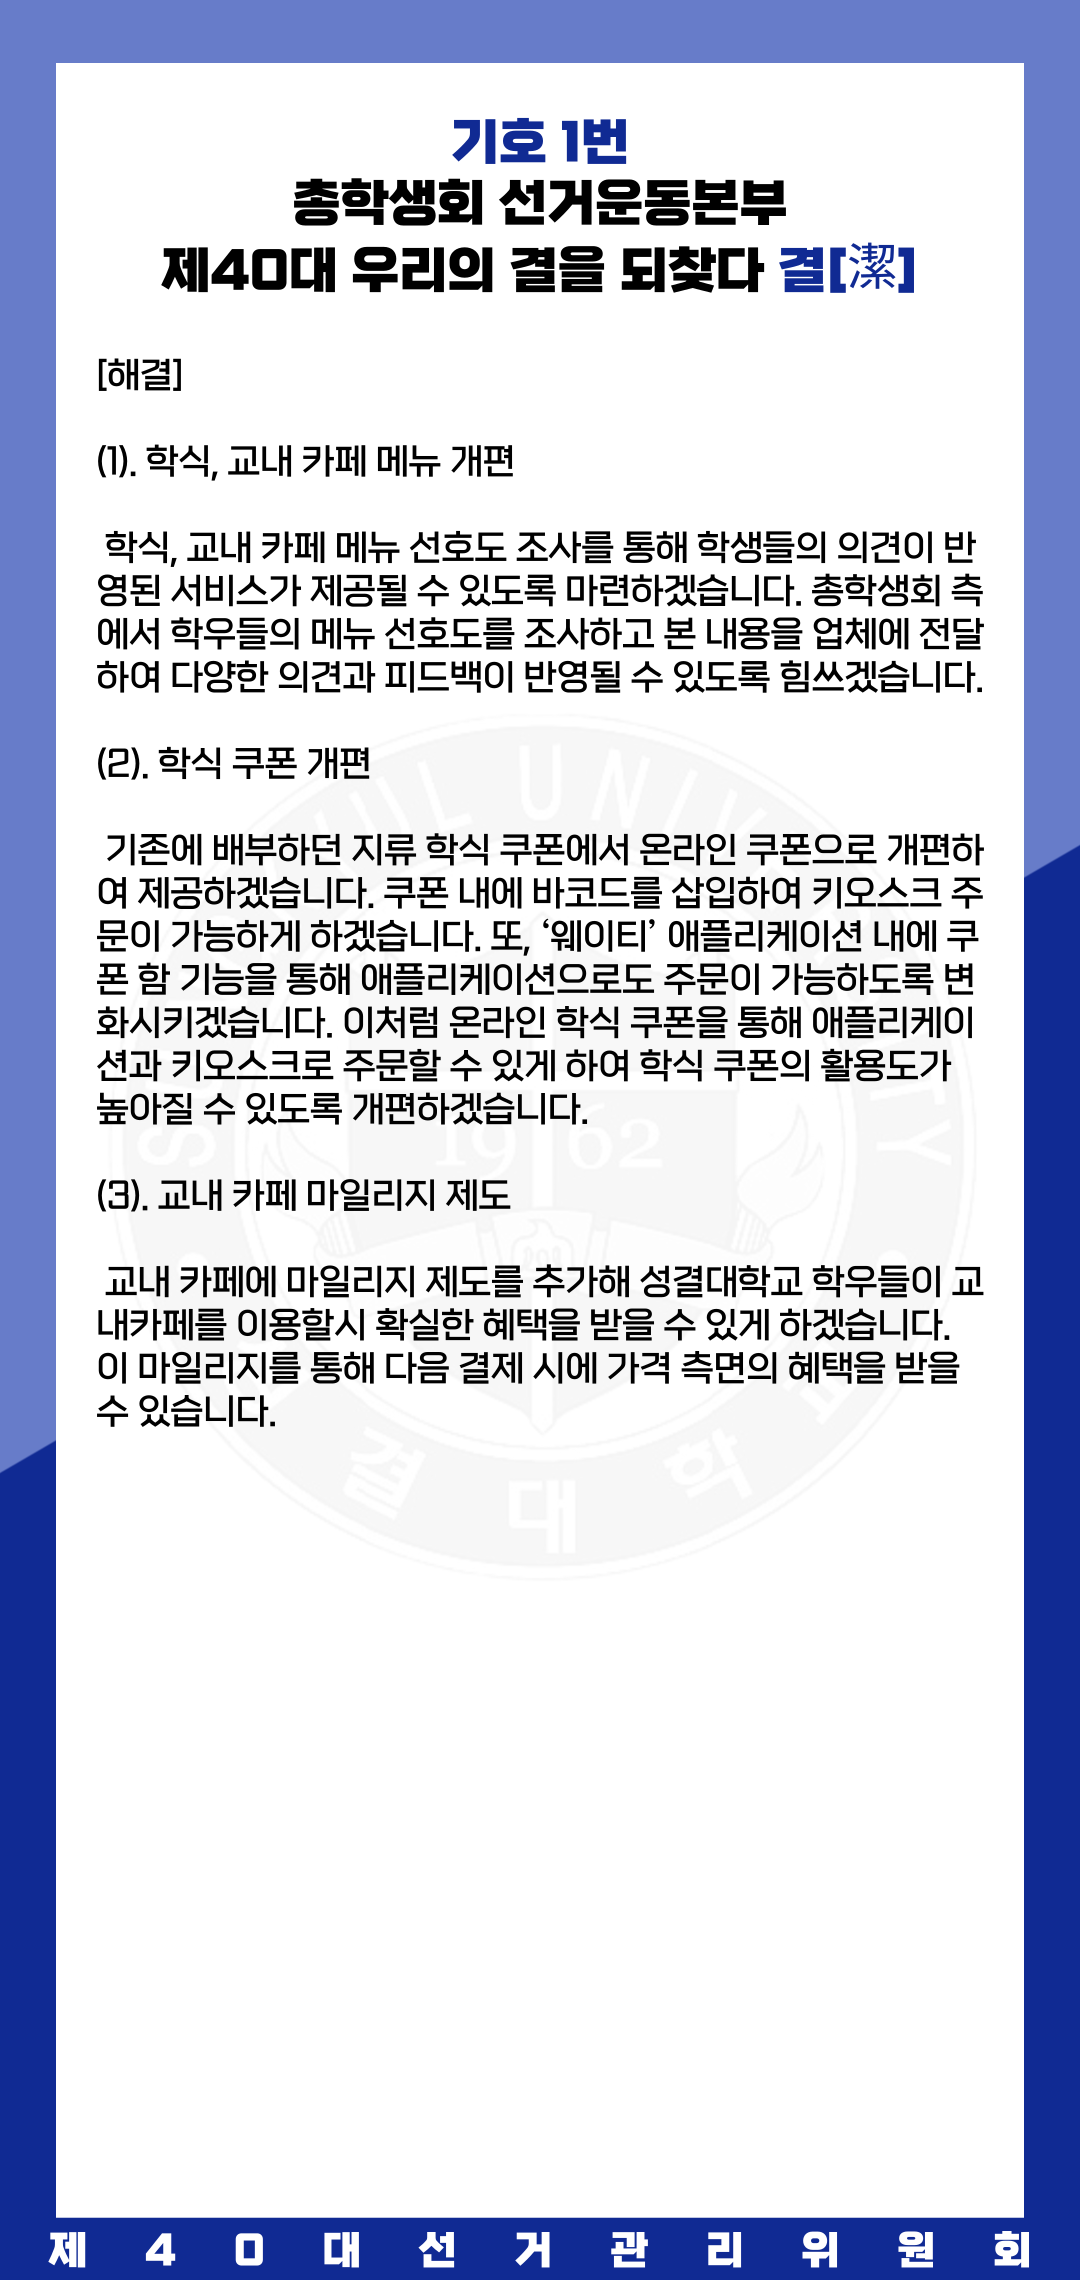 기호 1번
총학생회 선거운동본부
제40대 우리의 결을 되찾다 결[潔]
[해결]
(1). 학식, 교내 카페 메뉴 개편
학식, 교내 카페 메뉴 선호도 조사를 통해 학생들의 의견이 반
영된 서비스가 제공될 수 있도록 마련하겠습니다. 총학생회 측
에서 학우들의 메뉴 선호도를 조사하고 본 내용을 업체에 전달
하여 다양한 의견과 피드백이 반영될 수 있도록 힘쓰겠습니다.
(2). 학식 쿠폰 개편
기존에 배부하던 지류 학식 쿠폰에서 온라인 쿠폰으로 개편하
여 제공하겠습니다. 쿠폰 내에 바코드를 삽입하여 키오스크 주
문이 가능하게 하겠습니다. 또, ‘웨이티’ 애플리케이션 내에 쿠
폰 함 기능을 통해 애플리케이션으로도 주문이 가능하도록 변
화시키겠습니다. 이처럼 온라인 학식 쿠폰을 통해 애플리케이
션과 키오스크로 주문할 수 있게 하여 학식 쿠폰의 활용도가
높아질 수 있도록 개편하겠습니다.
1962
(3). 교내 카페 마일리지 제도
교내 카페에 마일리지 제도를 추가해 성결대학교 학우들이 교
내카페를 이용할시 확실한 혜택을 받을 수 있게 하겠습니다.
이 마일리지를 통해 다음 결제 시에 가격 측면의 혜택을 받을
수 있습니다.
결 대 학
제40대선거관리위원회